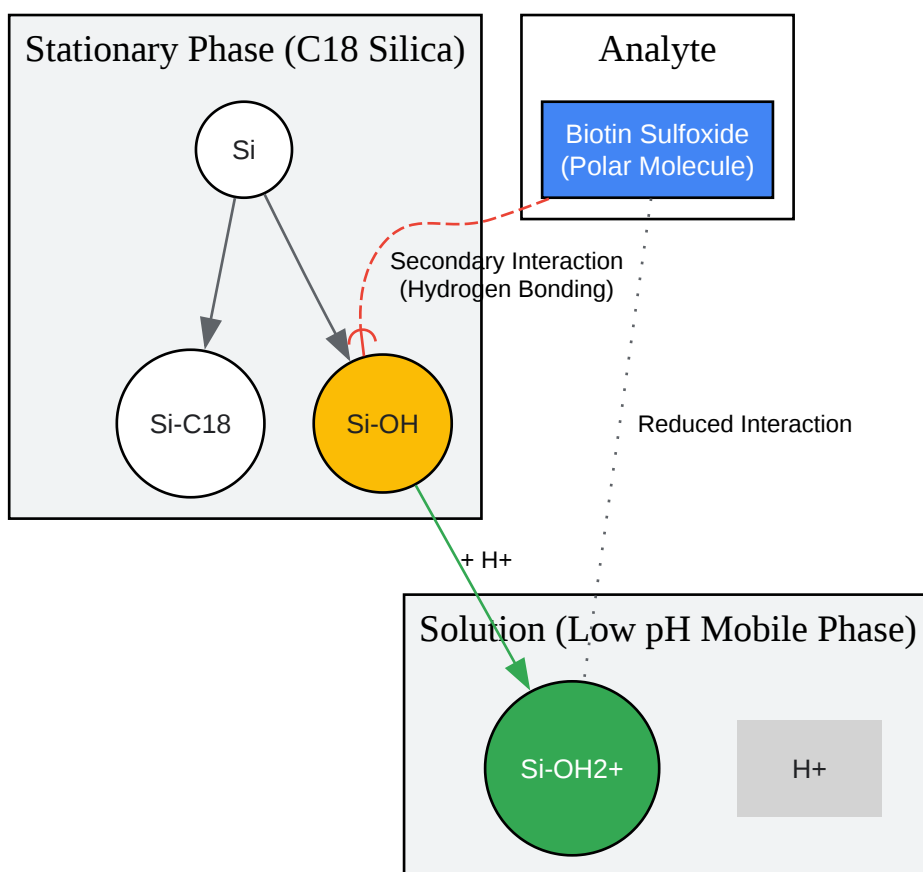 Stationary Phase (C18 Silica)
Analyte
Si
Biotin Sulfoxide
(Polar Molecule)
Secondary Interaction
(Hydrogen Bonding)
Si-C18
Si-OH
Reduced Interaction
+ H+
Solution (Low pH Mobile Phase)
Si-OH2+
H+